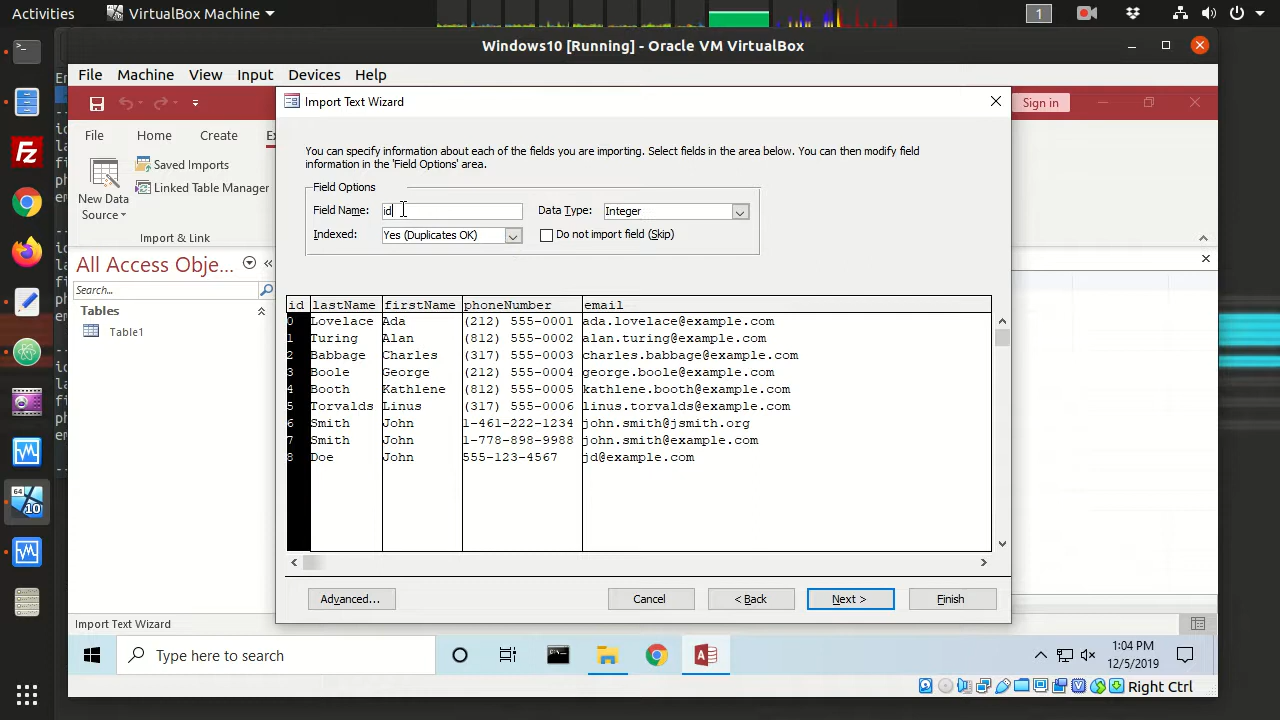 Activities
VirtualBox Machine
1
Windows10 [Running] - Oracle VM VirtualBox
File Machine View Input Devices Help
Sign in
File Home Create
Saved Imports
Linked Table Manager
New Data
Source
Import & Link
All Access Obje...
Search...
Tables
Table1
Import Text Wizard
You can specify information about each of the fields you are importing. Select fields in the area below. You can then modify field
information in the 'Field Options' area.
Field Options
Field Name: id Data Type: Integer
Indexed: Yes (Duplicates OK) Do not import field (Skip)
id lastName firstName phoneNumber email
0 Lovelace Ada (212) 555-0001 ada.lovelace@example.com
1 Turing Alan (812) 555-0002 alan.turing@example.com
2 Babbage Charles (317) 555-0003 charles.babbage@example.com
3 Boole George (212) 555-0004 george.boole@example.com
4 Booth Kathlene (812) 555-0005 kathlene.booth@example.com
5 Torvalds Linus (317) 555-0006 linus.torvalds@example.com
6 Smith John 1-461-222-1234 john.smith@jsmith.org
7 Smith John 1-778-898-9988 john.smith@example.com
8 Doe John 555-123-4567 jd@example.com
Advanced... Cancel < Back Next > Finish
Import Text Wizard
Type here to search
1:04 PM
12/5/2019
Right Ctrl
Fz
64
10